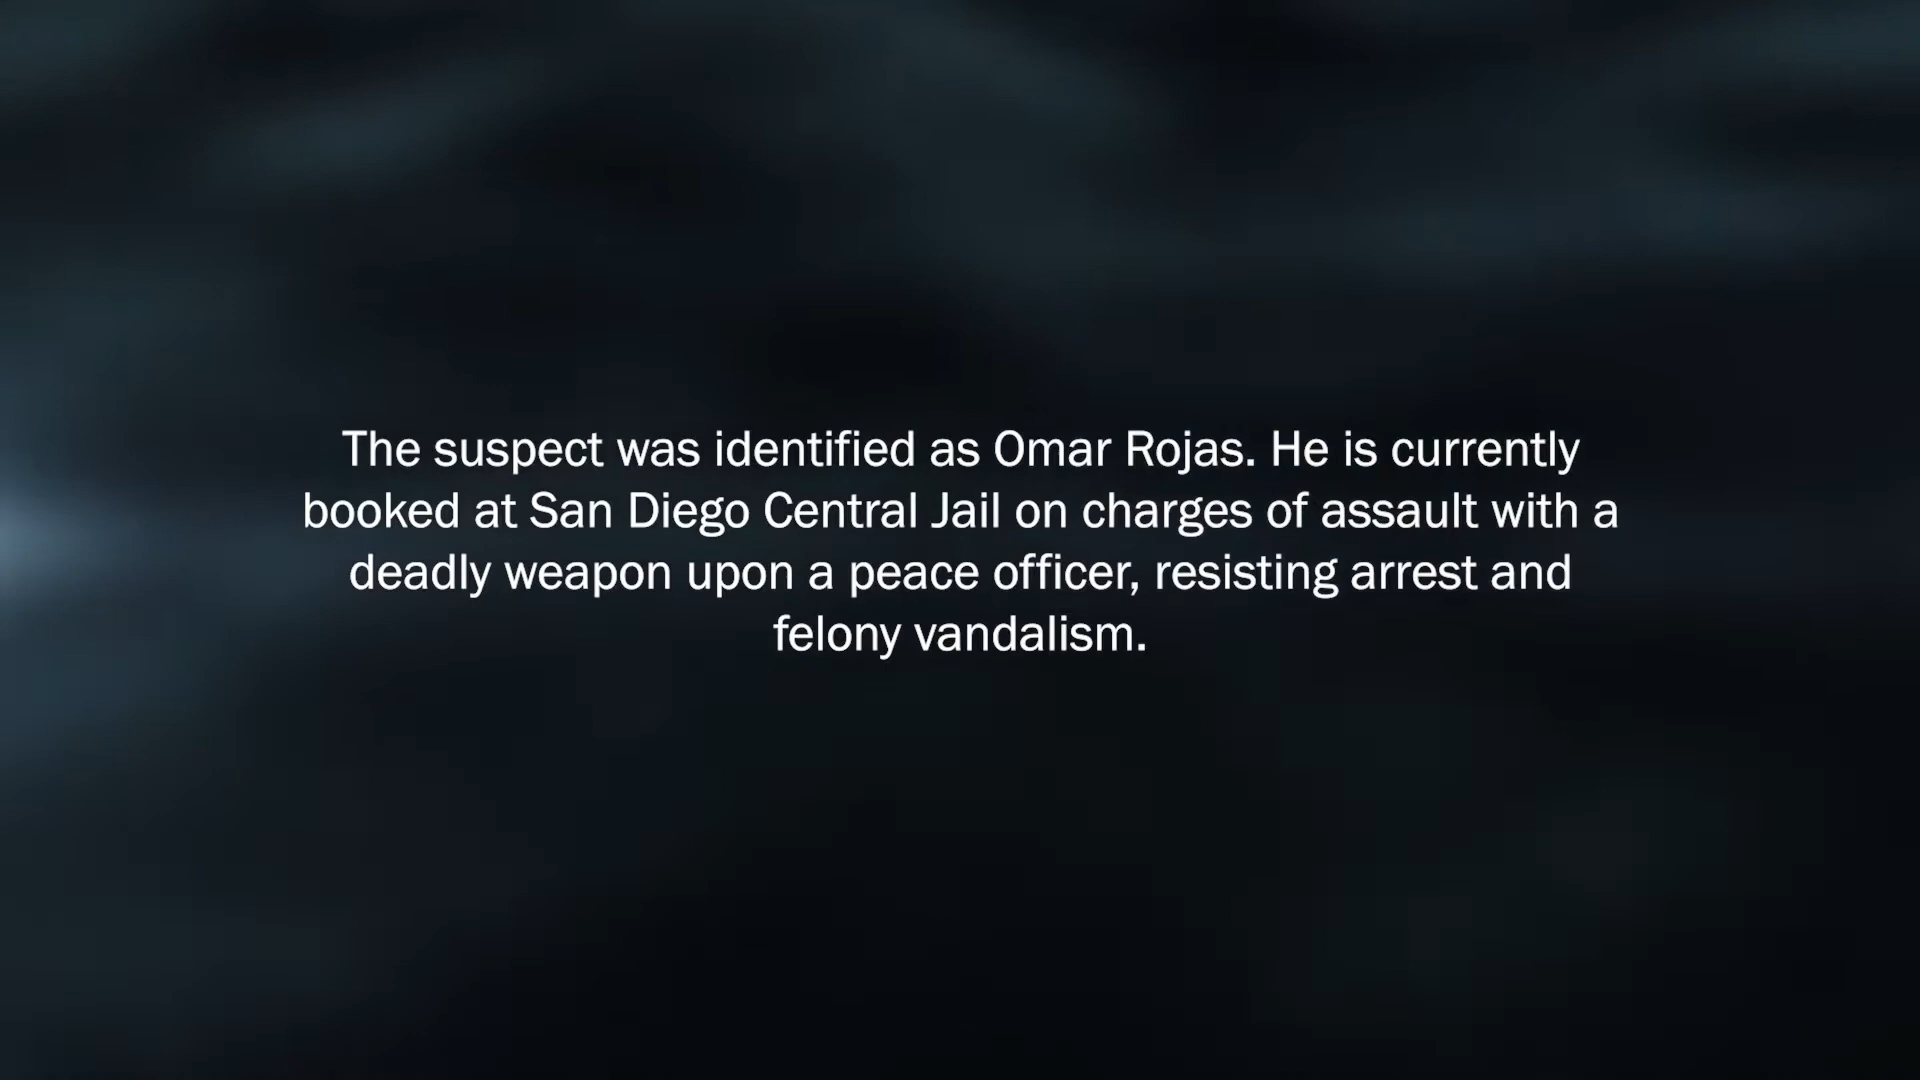 The suspect was identified as Omar Rojas. He is currently
booked at San Diego Central Jail on charges of assault with a
deadly weapon upon a peace officer, resisting arrest and
felony vandalism.